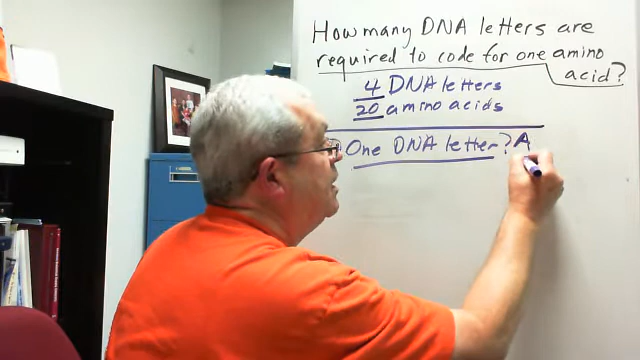 How many DNA letters are
required to code for one amino
acid?
4 DNA letters
20 amino acids
One DNA letter? A